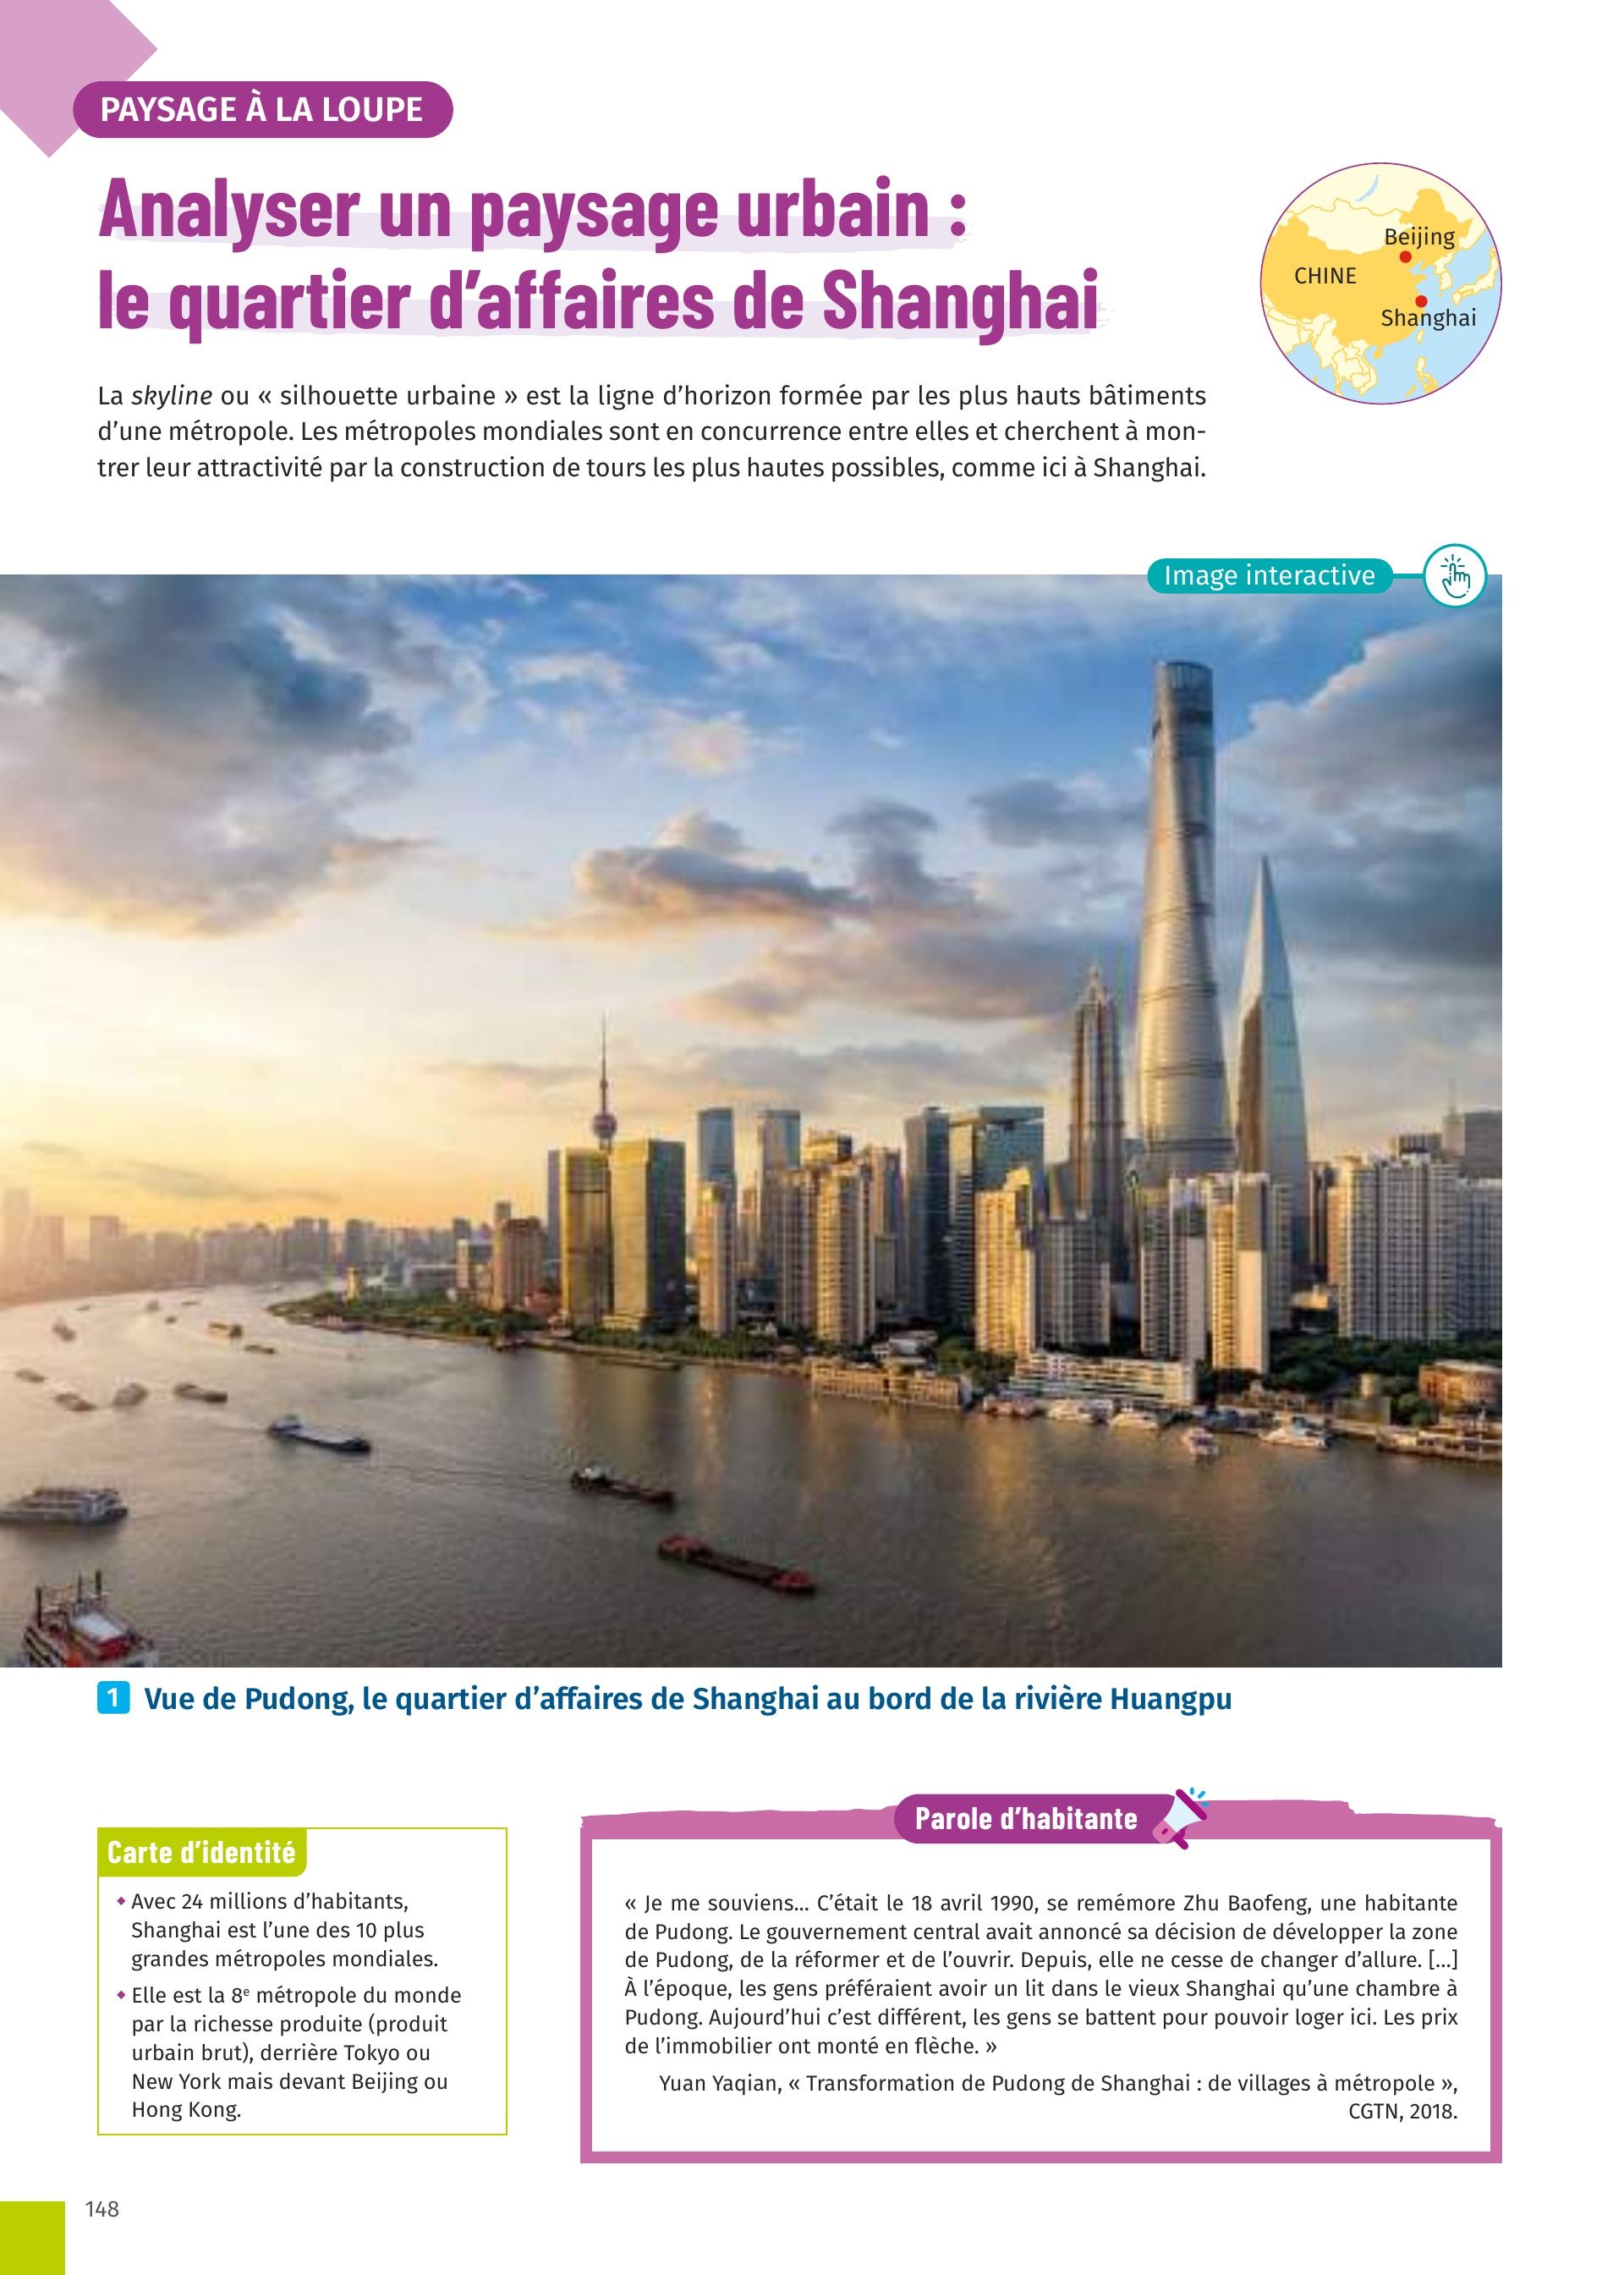 PAYSAGE À LA LOUPE
Analyser un paysage urbain :
le quartier d’affaires de Shanghai
Beijing
CHINE
Shanghai
La skyline ou « silhouette urbaine » est la ligne d’horizon formée par les plus hauts bâtiments
d’une métropole. Les métropoles mondiales sont en concurrence entre elles et cherchent à mon-
trer leur attractivité par la construction de tours les plus hautes possibles, comme ici à Shanghai.
Image interactive
1 Vue de Pudong, le quartier d’affaires de Shanghai au bord de la rivière Huangpu
Carte d’identité
◆ Avec 24 millions d’habitants,
Shanghai est l’une des 10 plus
grandes métropoles mondiales.
◆ Elle est la 8e métropole du monde
par la richesse produite (produit
urbain brut), derrière Tokyo ou
New York mais devant Beijing ou
Hong Kong.
Parole d’habitante
« Je me souviens... C’était le 18 avril 1990, se remémore Zhu Baofeng, une habitante
de Pudong. Le gouvernement central avait annoncé sa décision de développer la zone
de Pudong, de la réformer et de l’ouvrir. Depuis, elle ne cesse de changer d’allure. [...]
À l’époque, les gens préféraient avoir un lit dans le vieux Shanghai qu’une chambre à
Pudong. Aujourd’hui c’est différent, les gens se battent pour pouvoir loger ici. Les prix
de l’immobilier ont monté en flèche. »
Yuan Yaqian, « Transformation de Pudong de Shanghai : de villages à métropole »,
CGTN, 2018.
148